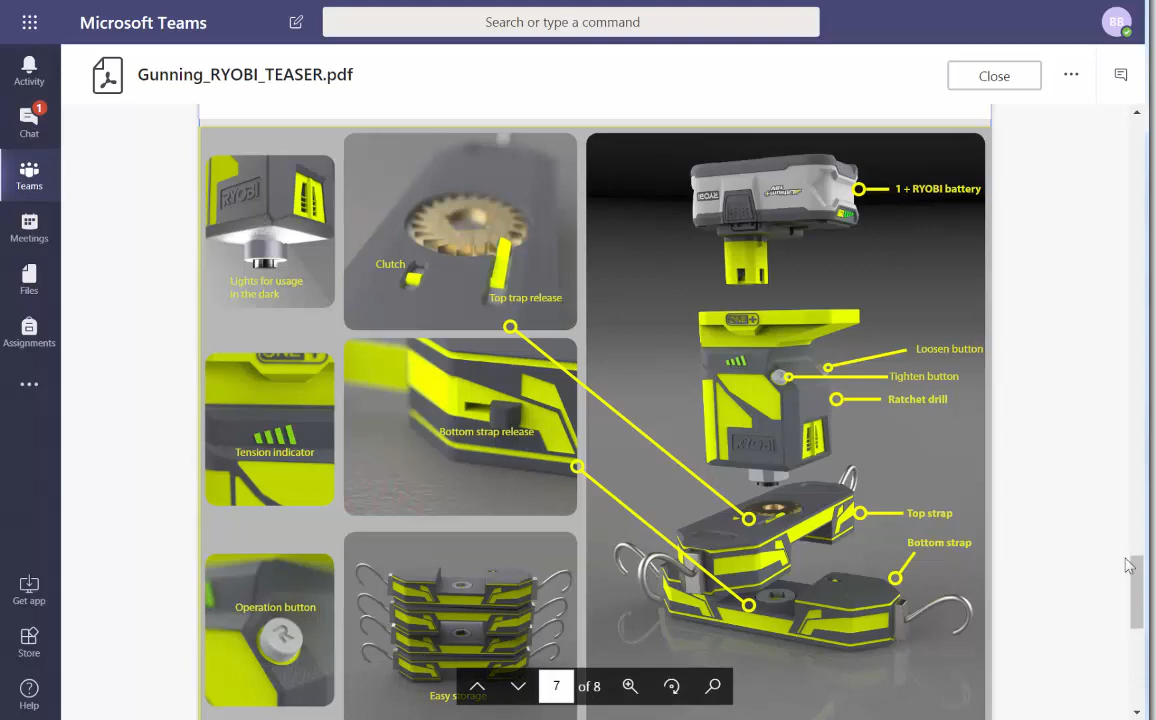 Microsoft Teams
Search or type a command
BB
Activity
1
Chat
Teams
Meetings
Files
Assignments
Get app
Store
Help
Gunning_RYOBI_TEASER.pdf
Close
RYOBI
Lights for usage
in the dark
Clutch
Top trap release
ONE+
Tension indicator
Bottom strap release
Operation button
R
Easy storage
RYOBI
1 + RYOBI battery
ONE+
Loosen button
Tighten button
Ratchet drill
RYOBI
Top strap
Bottom strap
7
of 8